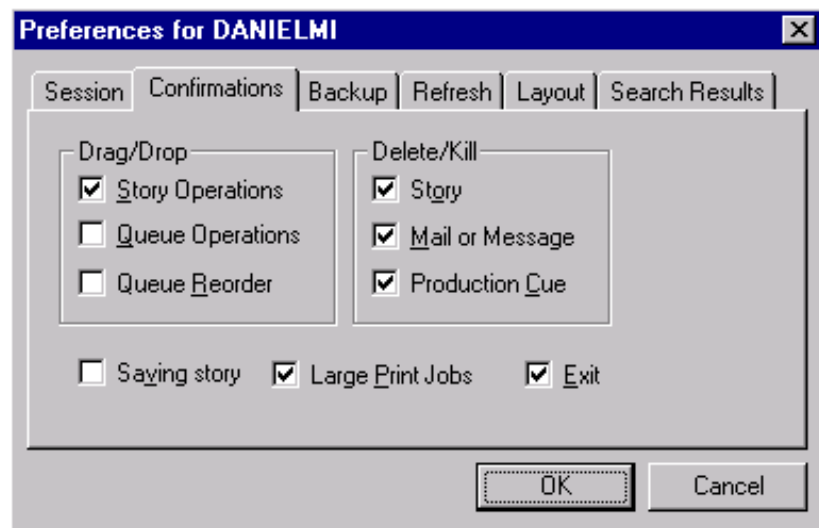 Preferences for DANIELMI
Session Confirmations Backup Refresh Layout Search Results
Drag/Drop Delete/Kill
Story Operations Story
Queue Operations Mail or Message
Queue Reorder Production Cue
Saving story Large Print Jobs Exit
OK Cancel